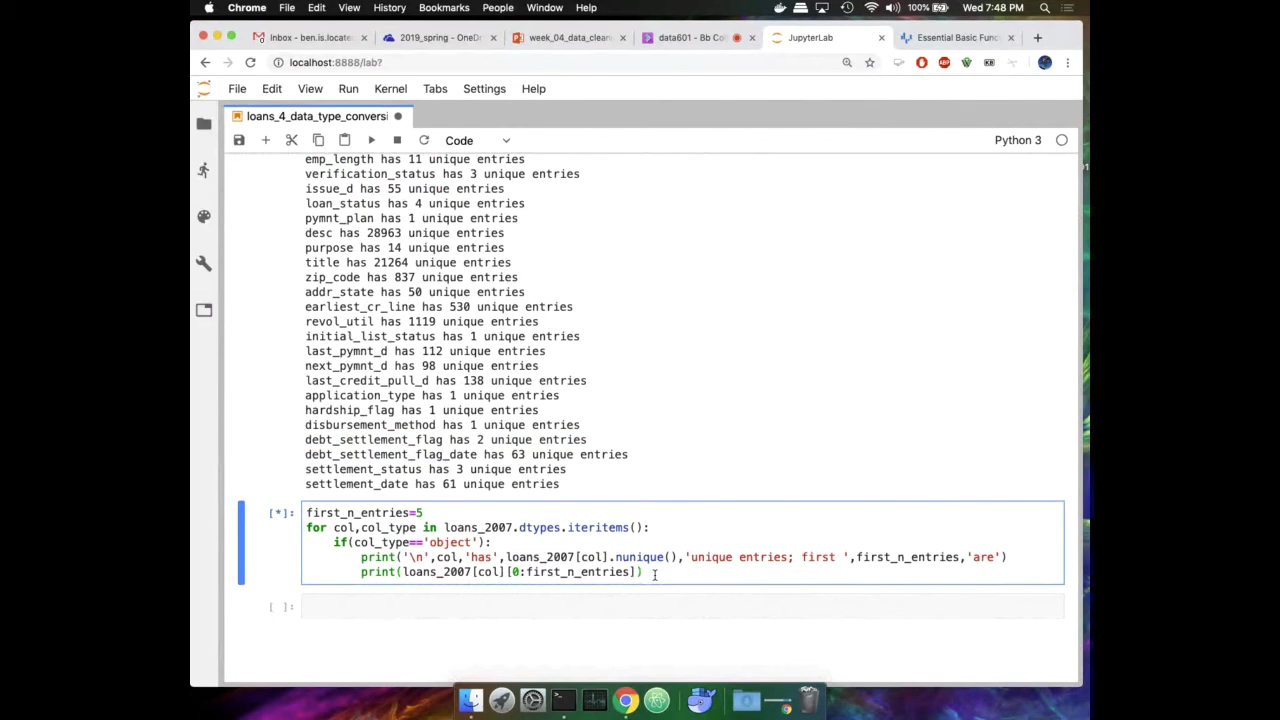 Chrome File Edit View History Bookmarks People Window Help 100% Wed 7:48 PM
Inbox - ben.is.locate 2019_spring - OneDr week_04_data_clean data601 - Bb Col JupyterLab Essential Basic Func
localhost:8888/lab?
File Edit View Run Kernel Tabs Settings Help
loans_4_data_type_conversi
Code Python 3
emp_length has 11 unique entries
verification_status has 3 unique entries
issue_d has 55 unique entries
loan_status has 4 unique entries
pymnt_plan has 1 unique entries
desc has 28963 unique entries
purpose has 14 unique entries
title has 21264 unique entries
zip_code has 837 unique entries
addr_state has 50 unique entries
earliest_cr_line has 530 unique entries
revol_util has 1119 unique entries
initial_list_status has 1 unique entries
last_pymnt_d has 112 unique entries
next_pymnt_d has 98 unique entries
last_credit_pull_d has 138 unique entries
application_type has 1 unique entries
hardship_flag has 1 unique entries
disbursement_method has 1 unique entries
debt_settlement_flag has 2 unique entries
debt_settlement_flag_date has 63 unique entries
settlement_status has 3 unique entries
settlement_date has 61 unique entries
[*]: first_n_entries=5
for col,col_type in loans_2007.dtypes.iteritems():
if(col_type=='object'):
print('\n',col,'has',loans_2007[col].nunique(),'unique entries; first ',first_n_entries,'are')
print(loans_2007[col][0:first_n_entries])
[ ]: